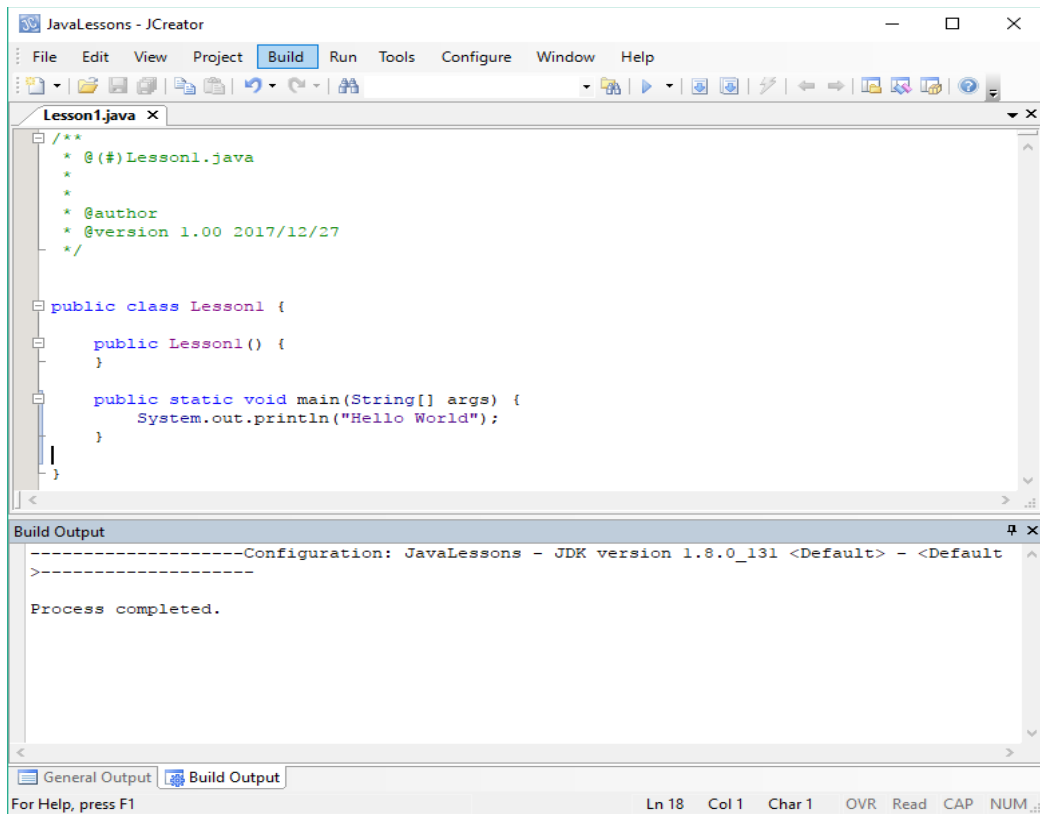 JavaLessons - JCreator
File Edit View Project Build Run Tools Configure Window Help
Lesson1.java
/**
 * @(#)Lesson1.java
 *
 *
 * @author
 * @version 1.00 2017/12/27
 */
public class Lesson1 {
public Lesson1() {
}
public static void main(String[] args) {
System.out.println("Hello World");
}
}
Build Output
--------------------Configuration: JavaLessons - JDK version 1.8.0_131 <Default> - <Default
>--------------------
Process completed.
General Output Build Output
For Help, press F1 Ln 18 Col 1 Char 1 OVR Read CAP NUM